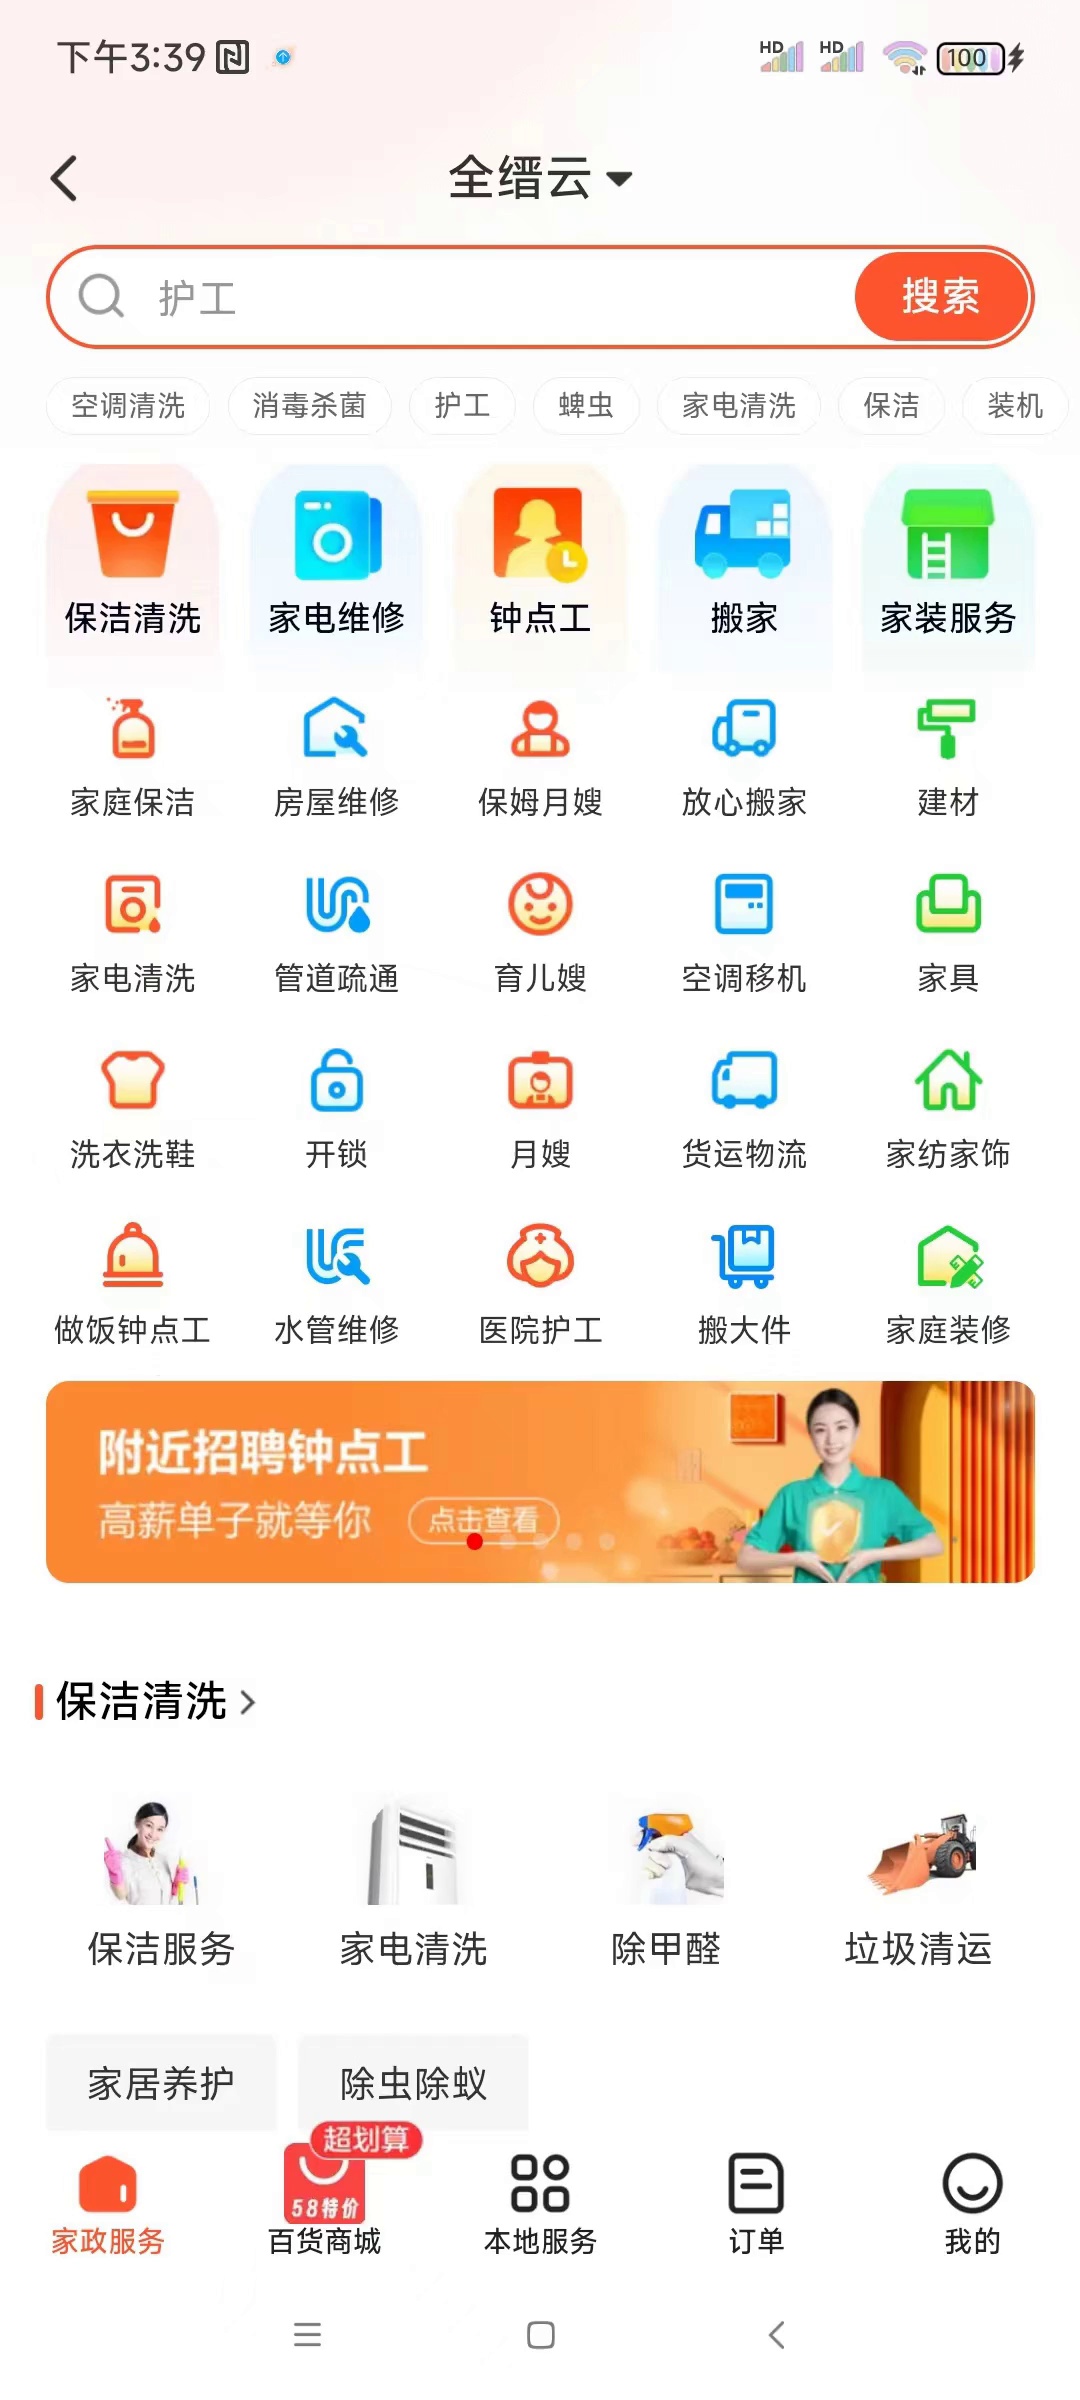 下午3:39
HD HD 100
全缙云
护工 搜索
空调清洗 消毒杀菌 护工 蜱虫 家电清洗 保洁 装机
保洁清洗 家电维修 钟点工 搬家 家装服务
家庭保洁 房屋维修 保姆月嫂 放心搬家 建材
家电清洗 管道疏通 育儿嫂 空调移机 家具
洗衣洗鞋 开锁 月嫂 货运物流 家纺家饰
做饭钟点工 水管维修 医院护工 搬大件 家庭装修
附近招聘钟点工
高薪单子就等你 点击查看
保洁清洗
保洁服务 家电清洗 除甲醛 垃圾清运
家居养护 除虫除蚁
超划算
58特价
家政服务 百货商城 本地服务 订单 我的